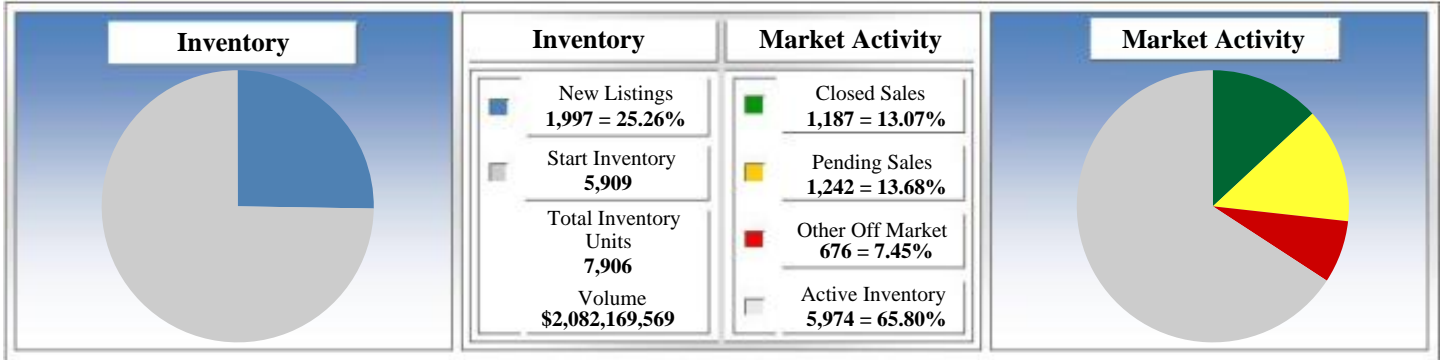 Inventory
Inventory
Market Activity
New Listings
1,997 = 25.26%
Start Inventory
5,909
Total Inventory
Units
7,906
Volume
$2,082,169,569
Closed Sales
1,187 = 13.07%
Pending Sales
1,242 = 13.68%
Other Off Market
676 = 7.45%
Active Inventory
5,974 = 65.80%
Market Activity